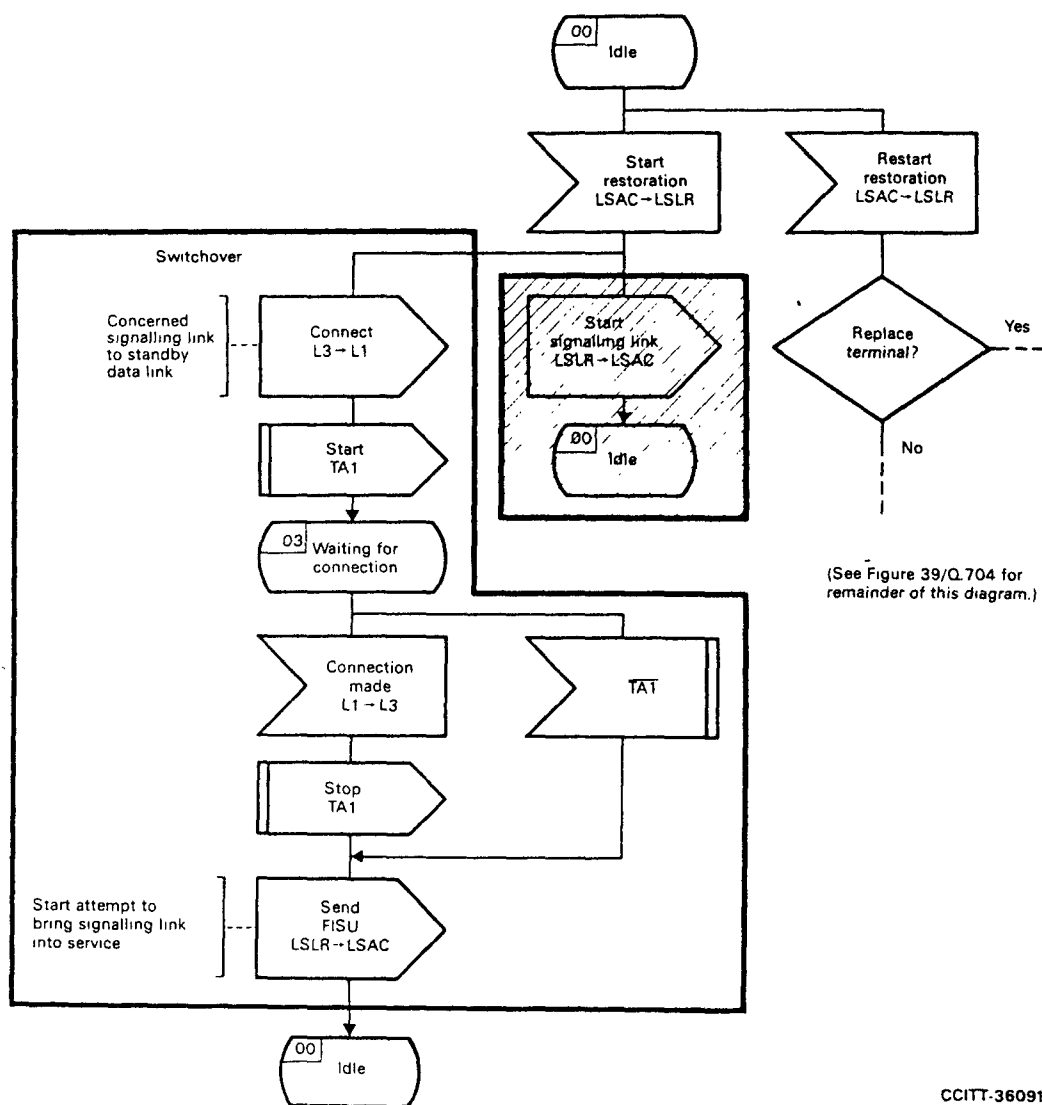 00
Idle
Start
restoration
LSAC→LSLR
Restart
restoration
LSAC→LSLR
Switchover
Concerned
signalling link
to standby
data link
Connect
L3→L1
Start
signalling link
LSLR→LSAC
Replace
terminal?
Yes
No
Start
TA1
00
Idle
03
Waiting for
connection
(See Figure 39/Q.704 for
remainder of this diagram.)
Connection
made
L1→L3
TA1
Stop
TA1
Start attempt to
bring signalling link
into service
Send
FISU
LSLR→LSAC
00
Idle
CCITT-36091